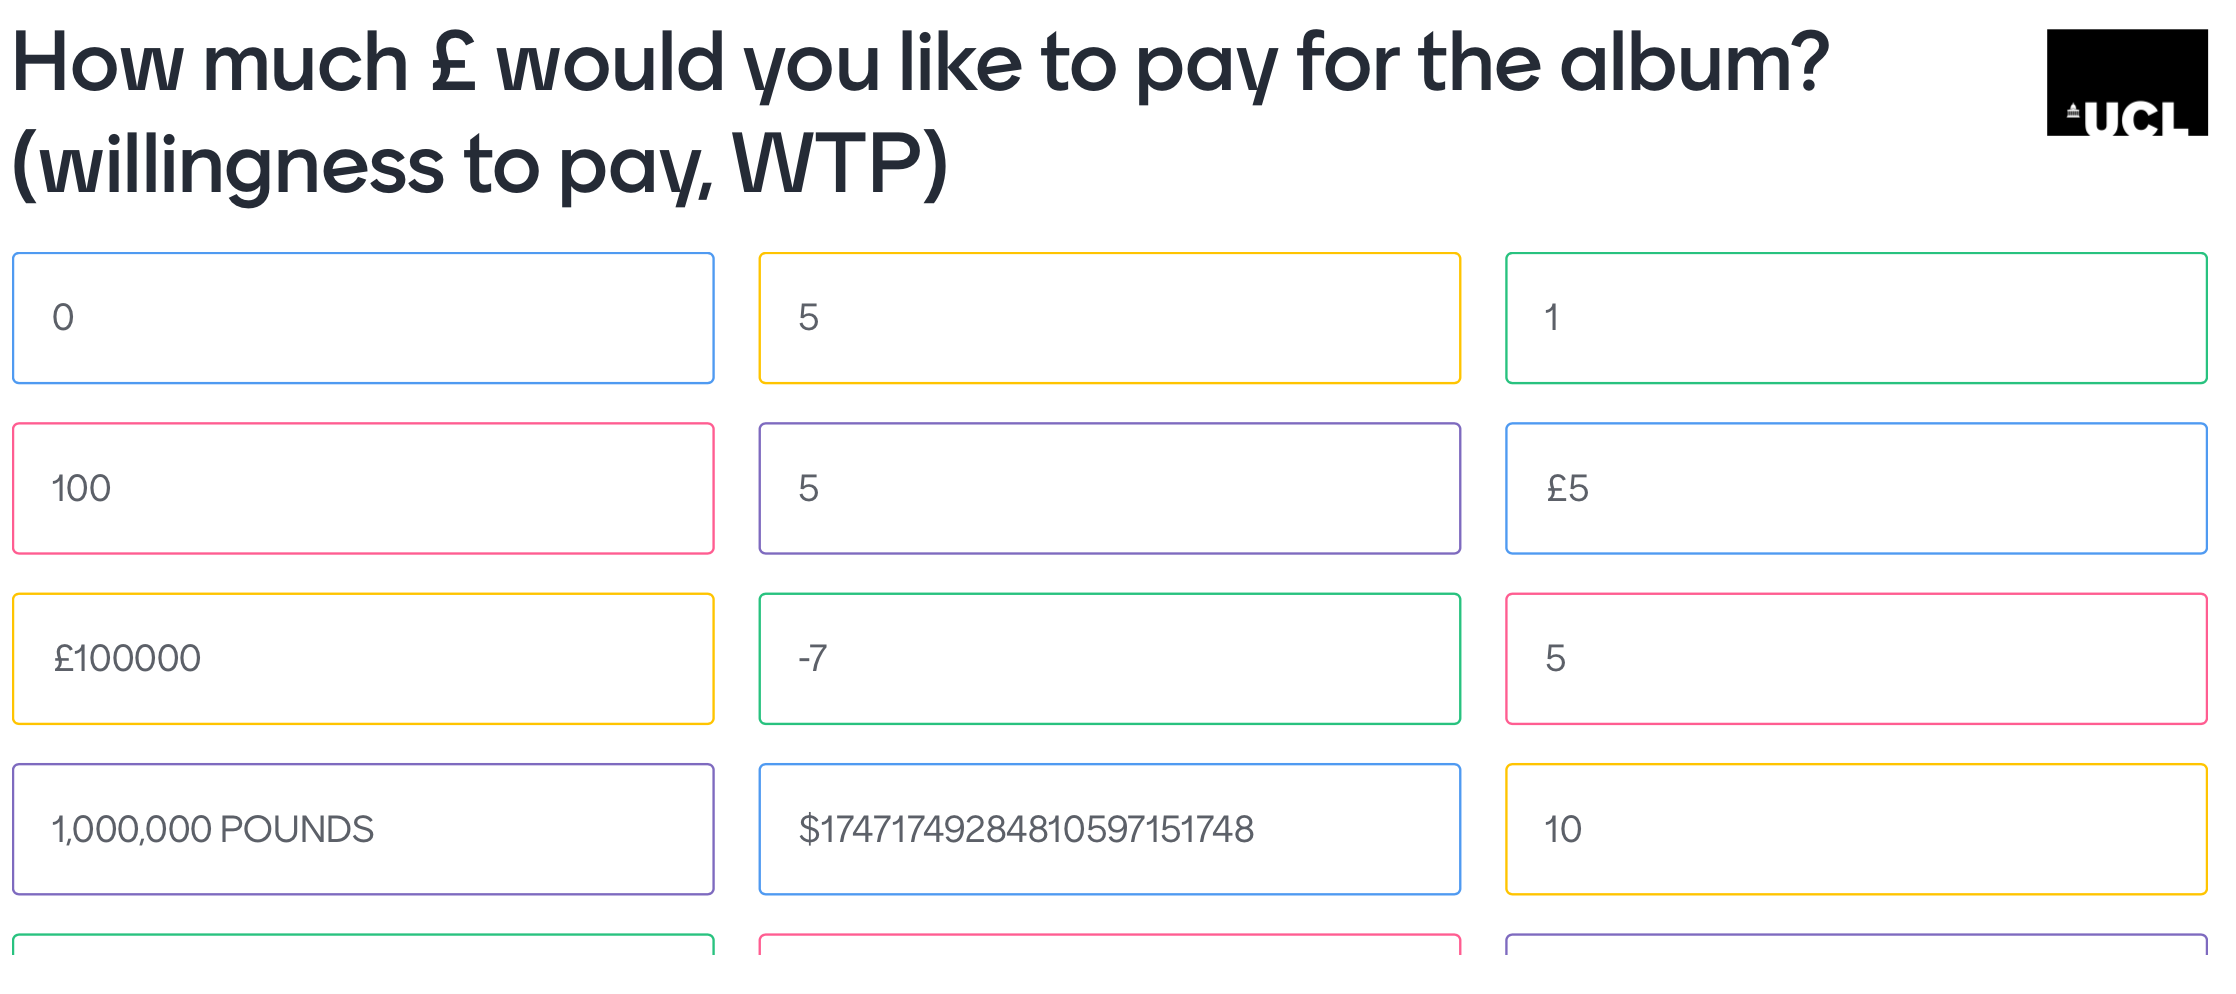 How much £ would you like to pay for the album?
(willingness to pay, WTP)
UCL
0
5
1
100
5
£5
£100000
-7
5
1,000,000 POUNDS
$17471749284810597151748
10